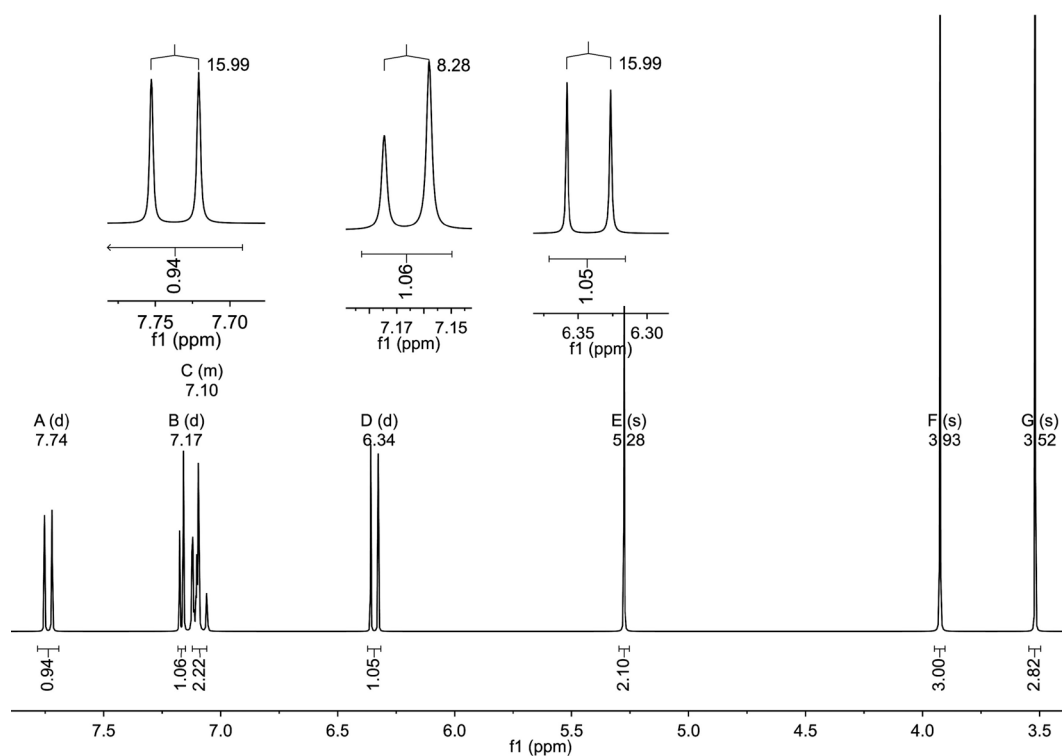 15.99
8.28
15.99
0.94
1.06
1.05
7.75 7.70
f1 (ppm)
7.17 7.15
f1 (ppm)
6.35 6.30
f1 (ppm)
C (m)
7.10
A (d)
7.74
B (d)
7.17
D (d)
6.34
E (s)
5.28
F (s)
3.93
G (s)
3.52
0.94
1.06
2.22
1.05
2.10
3.00
2.82
7.5 7.0 6.5 6.0 5.5 5.0 4.5 4.0 3.5
f1 (ppm)